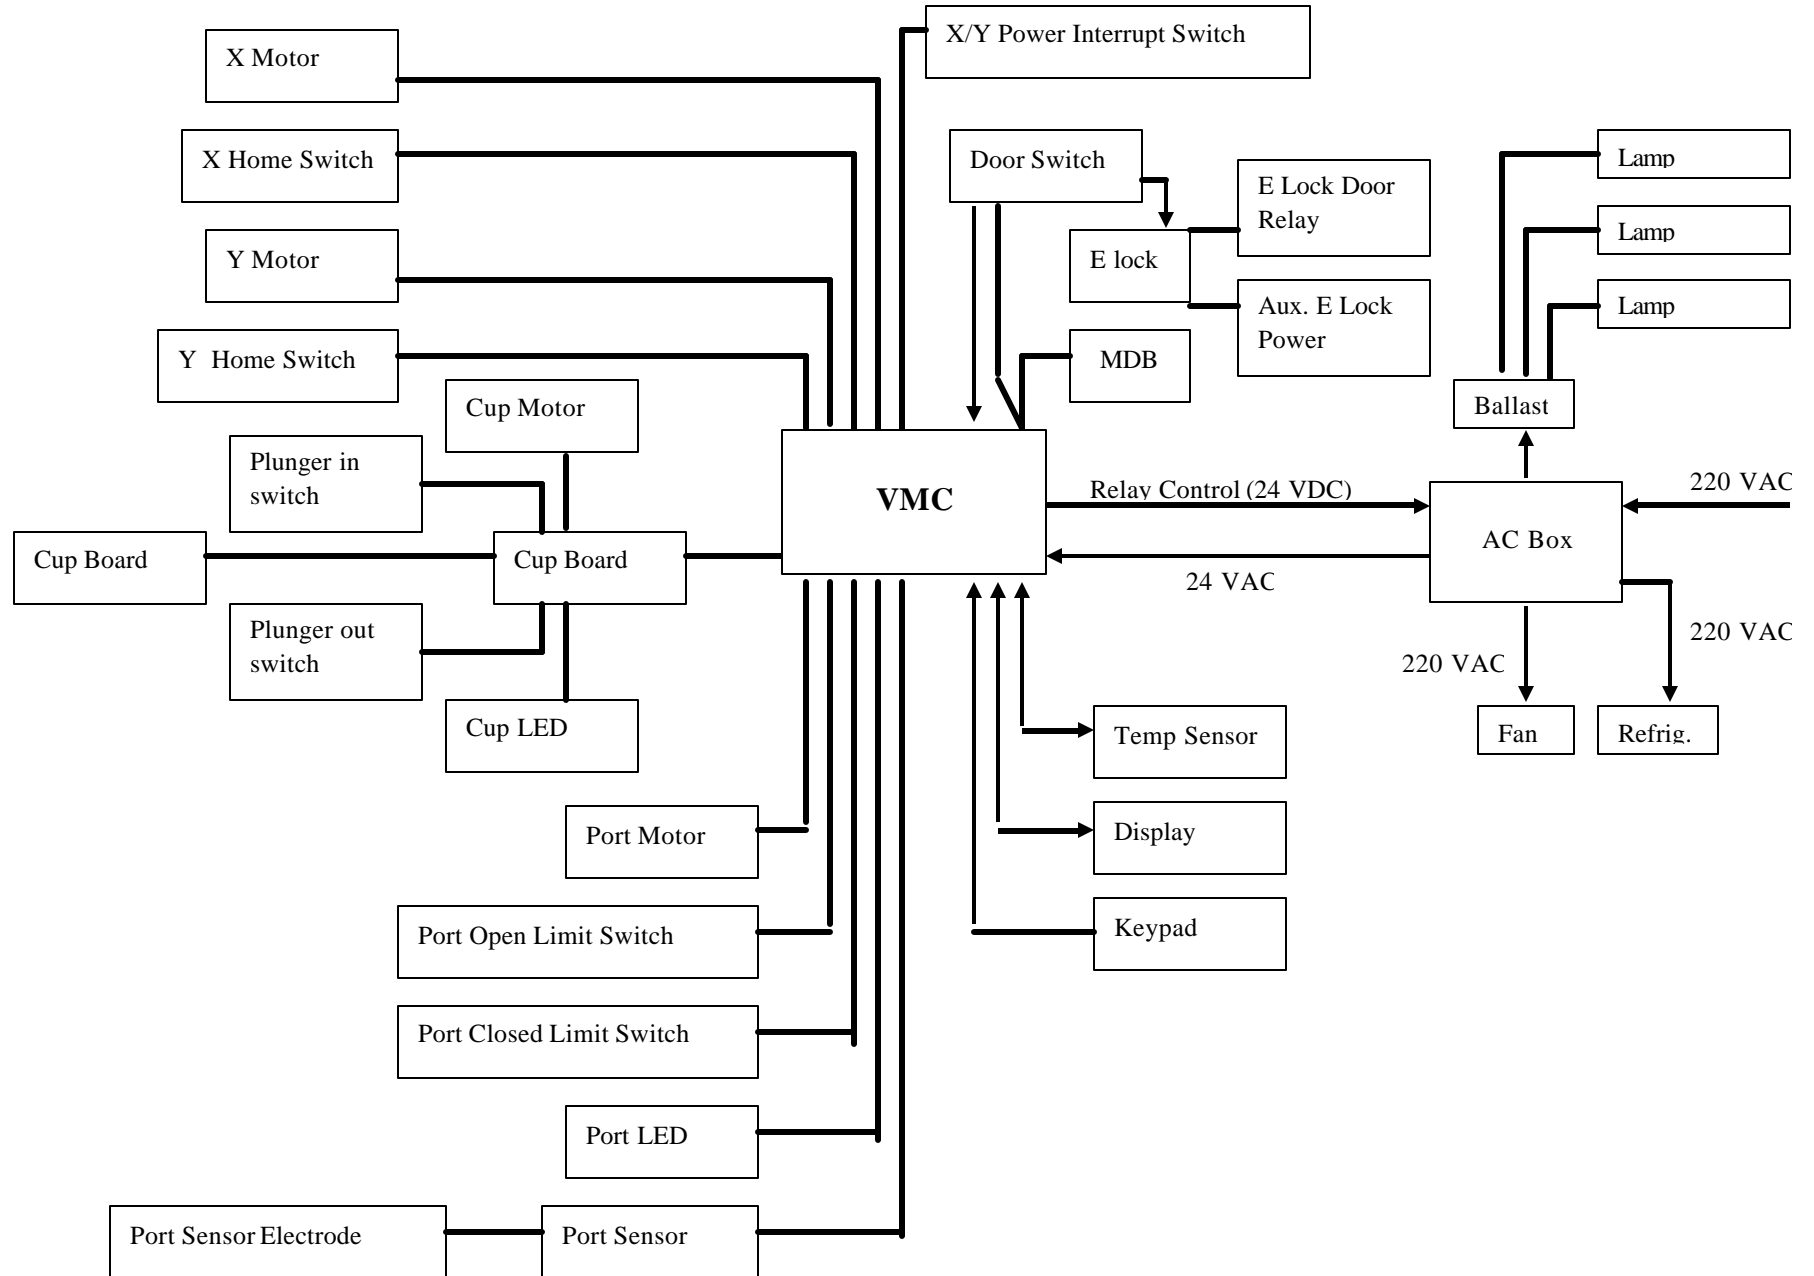 X/Y Power Interrupt Switch
X Motor
X Home Switch
Door Switch
Lamp
E Lock Door
Relay
Lamp
Y Motor
E lock
Aux. E Lock
Power
Lamp
Y Home Switch
MDB
Cup Motor
Ballast
Plunger in
switch
VMC
Relay Control (24 VDC)
220 VAC
AC Box
Cup Board
Cup Board
24 VAC
Plunger out
switch
220 VAC
220 VAC
Cup LED
Temp Sensor
Fan
Refrig.
Port Motor
Display
Port Open Limit Switch
Keypad
Port Closed Limit Switch
Port LED
Port Sensor Electrode
Port Sensor